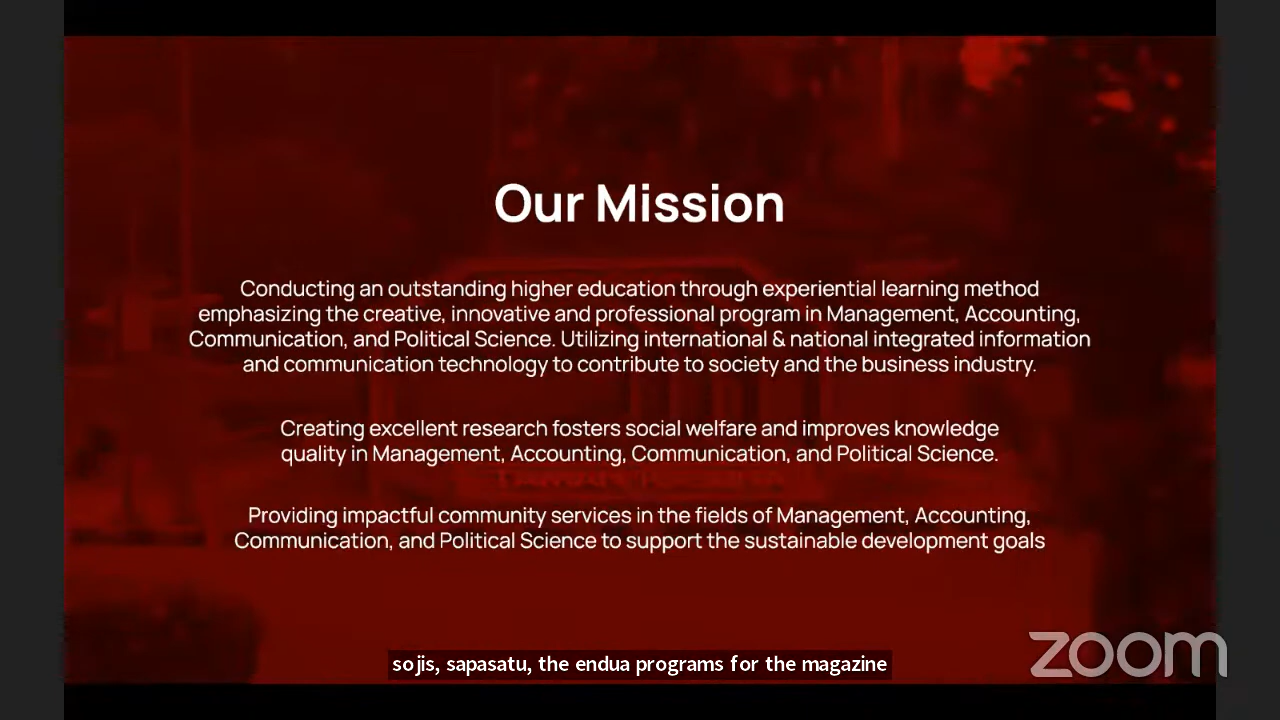 Our Mission
Conducting an outstanding higher education through experiential learning method
emphasizing the creative, innovative and professional program in Management, Accounting,
Communication, and Political Science. Utilizing international & national integrated information
and communication technology to contribute to society and the business industry.
Creating excellent research fosters social welfare and improves knowledge
quality in Management, Accounting, Communication, and Political Science.
Providing impactful community services in the fields of Management, Accounting,
Communication, and Political Science to support the sustainable development goals
sojis, sapasatu, the endua programs for the magazine
zoom